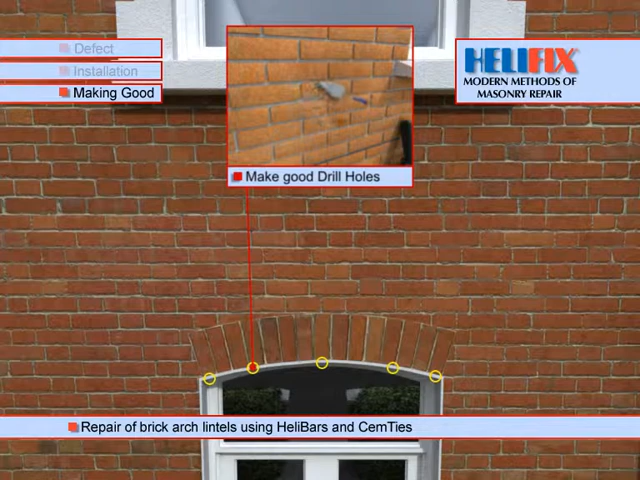 Defect
Installation
Making Good
HELIFIX
MODERN METHODS OF
MASONRY REPAIR
Make good Drill Holes
Repair of brick arch lintels using HeliBars and CemTies